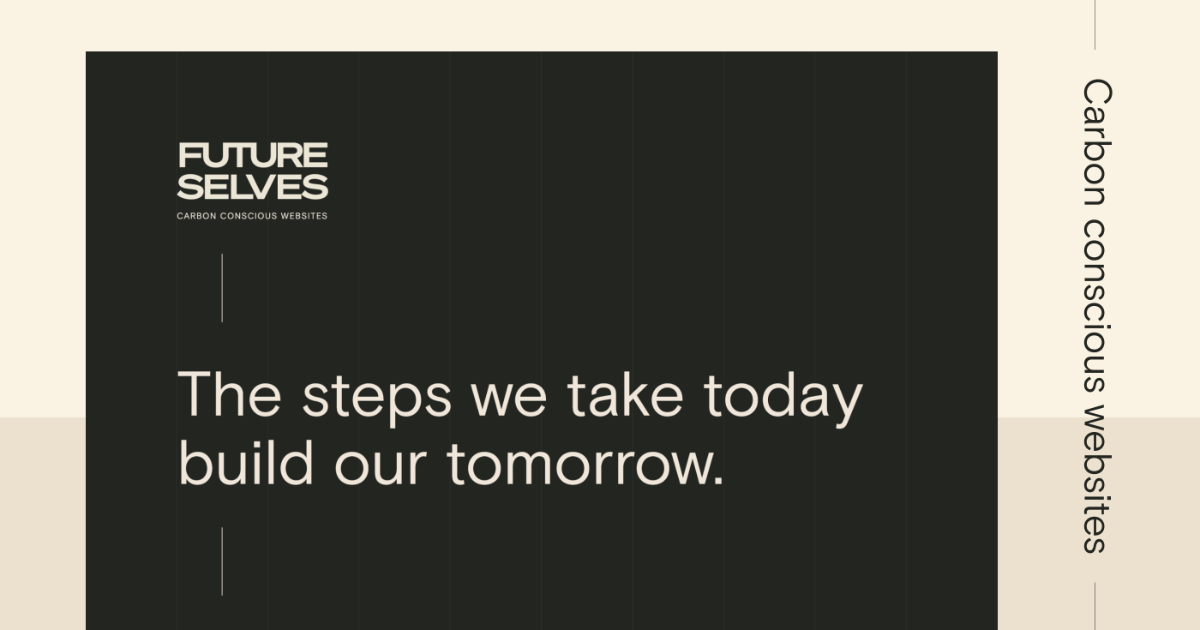 FUTURE
SELVES
CARBON CONSCIOUS WEBSITES
The steps we take today
build our tomorrow.
Carbon conscious websites